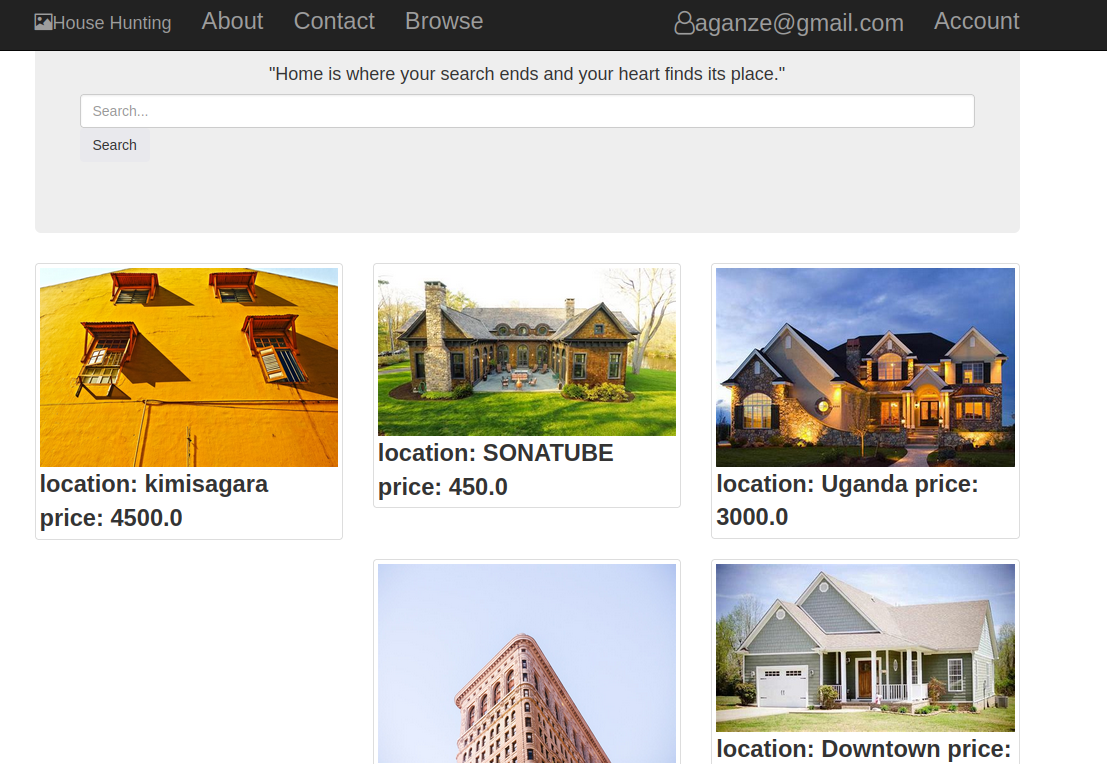 House Hunting About Contact Browse aganze@gmail.com Account
"Home is where your search ends and your heart finds its place."
Search...
Search
location: kimisagara
price: 4500.0
location: SONATUBE
price: 450.0
location: Uganda price:
3000.0
location: Downtown price: